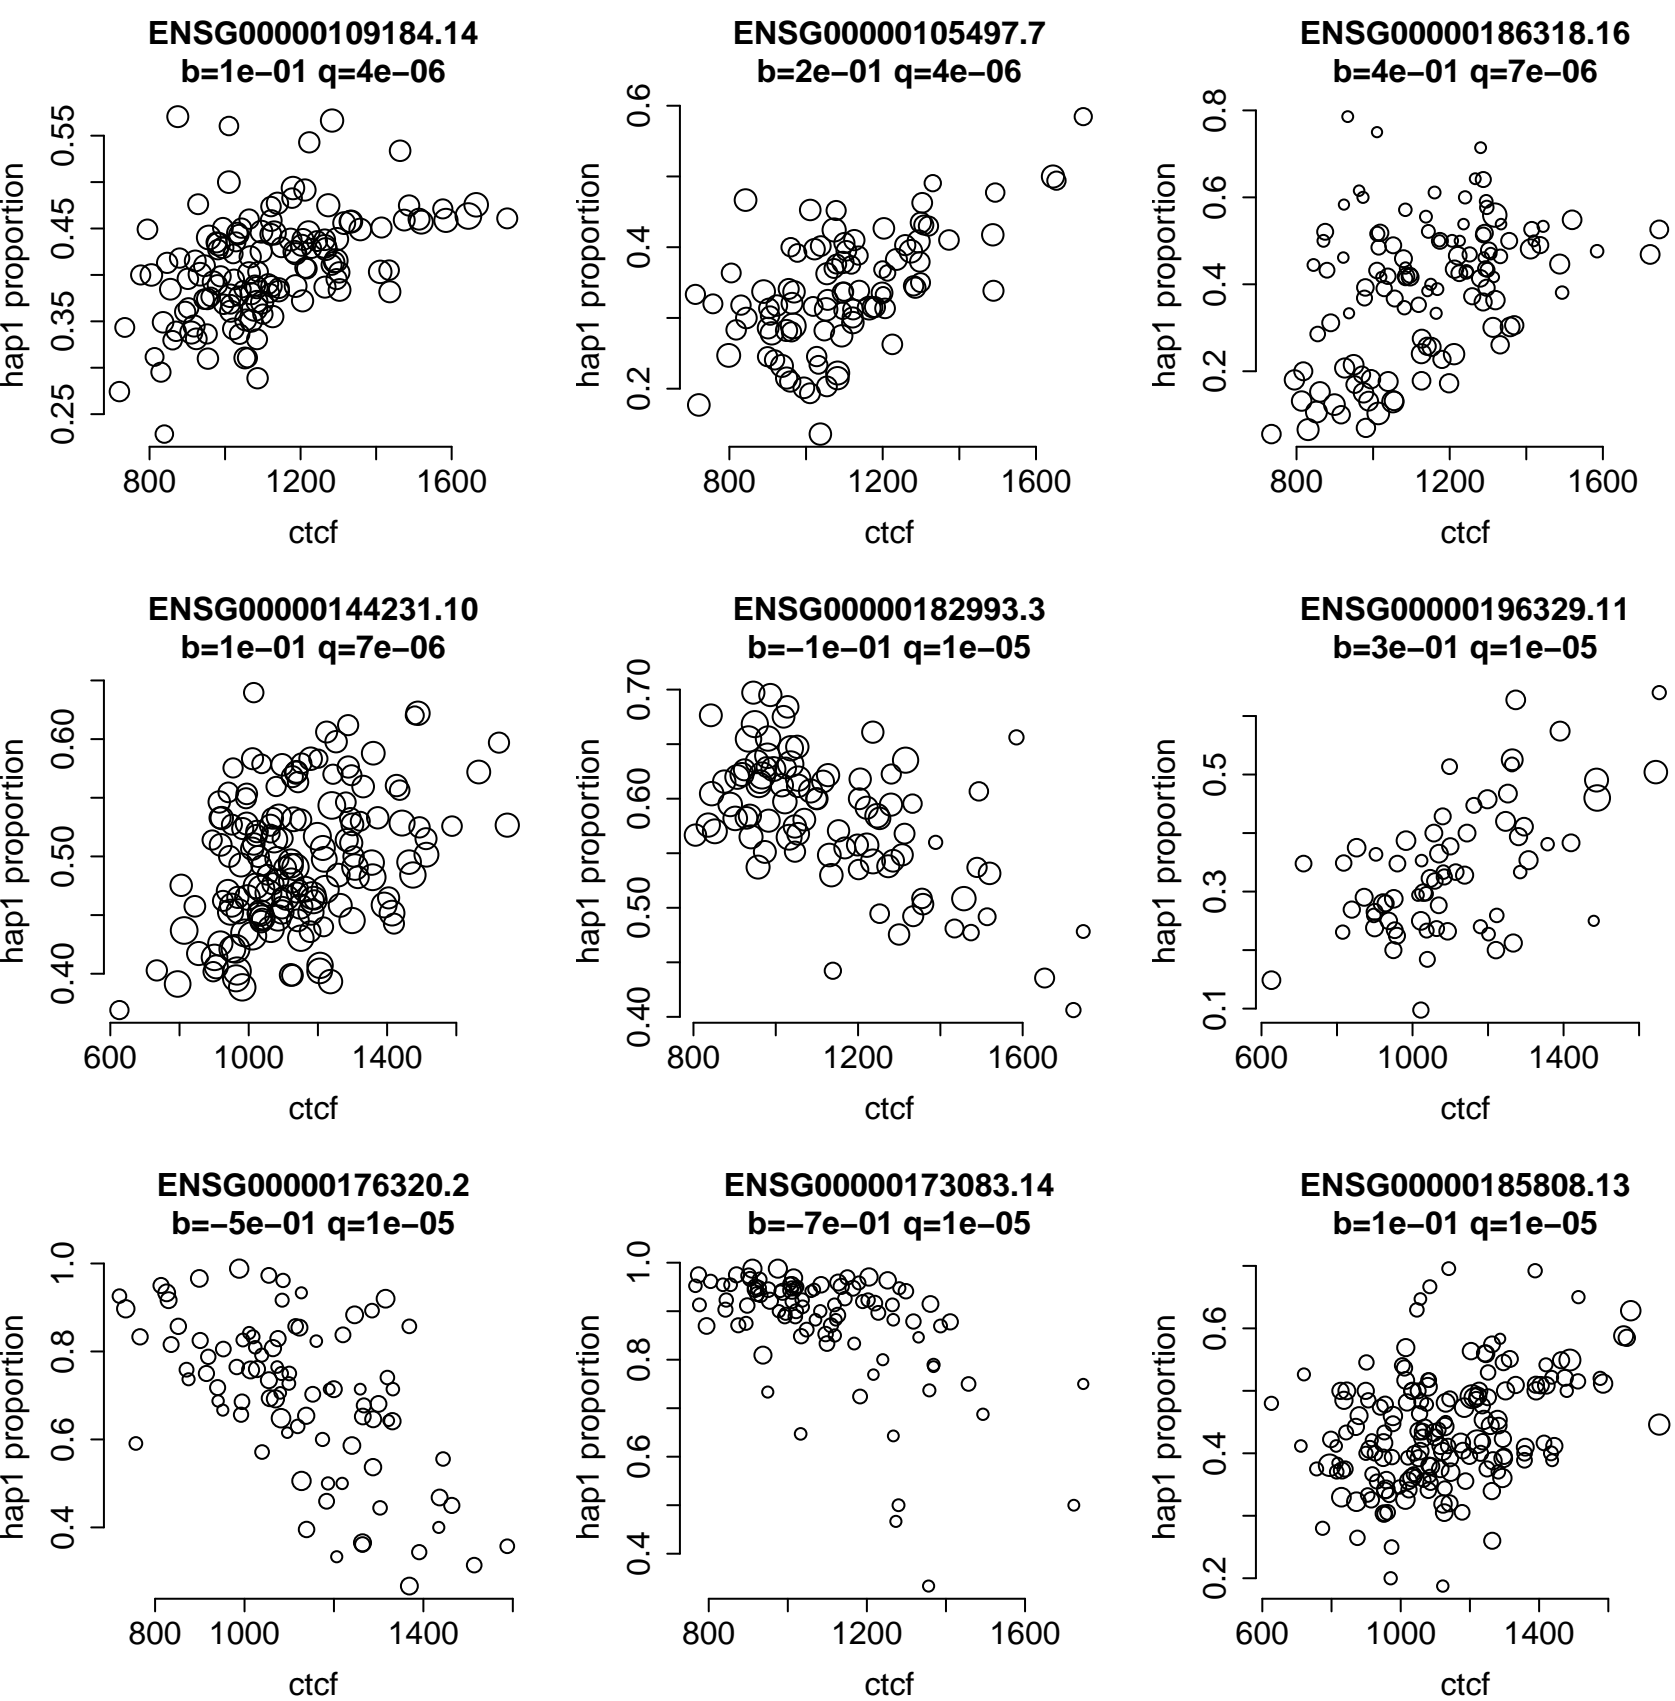 ENSG00000109184.14
b=1e−01 q=4e−06
0.55
0.45
0.35
0.25
hap1 proportion
800 1200 1600
ctcf
ENSG00000105497.7
b=2e−01 q=4e−06
0.6
0.4
0.2
hap1 proportion
800 1200 1600
ctcf
ENSG00000186318.16
b=4e−01 q=7e−06
0.8
0.6
0.4
0.2
hap1 proportion
800 1200 1600
ctcf
ENSG00000144231.10
b=1e−01 q=7e−06
0.60
0.50
0.40
hap1 proportion
600 1000 1400
ctcf
ENSG00000182993.3
b=−1e−01 q=1e−05
0.70
0.60
0.50
0.40
hap1 proportion
800 1200 1600
ctcf
ENSG00000196329.11
b=3e−01 q=1e−05
0.5
0.3
0.1
hap1 proportion
600 1000 1400
ctcf
ENSG00000176320.2
b=−5e−01 q=1e−05
1.0
0.8
0.6
0.4
hap1 proportion
800 1000 1400
ctcf
ENSG00000173083.14
b=−7e−01 q=1e−05
1.0
0.8
0.6
0.4
hap1 proportion
800 1200 1600
ctcf
ENSG00000185808.13
b=1e−01 q=1e−05
0.6
0.4
0.2
hap1 proportion
600 1000 1400
ctcf